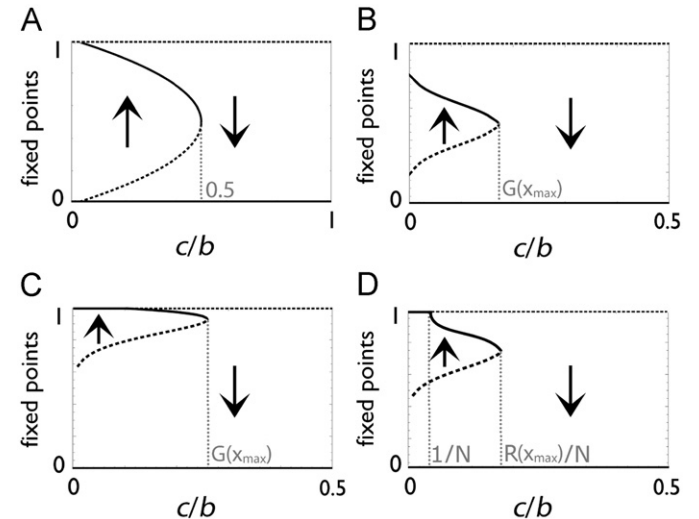 A
fixed points
1
0
0.5
0
1
c/b
B
fixed points
1
0
G(xmax)
0
0.5
c/b
C
fixed points
1
0
G(xmax)
0
0.5
c/b
D
fixed points
1
0
1/N
R(xmax)/N
0
0.5
c/b